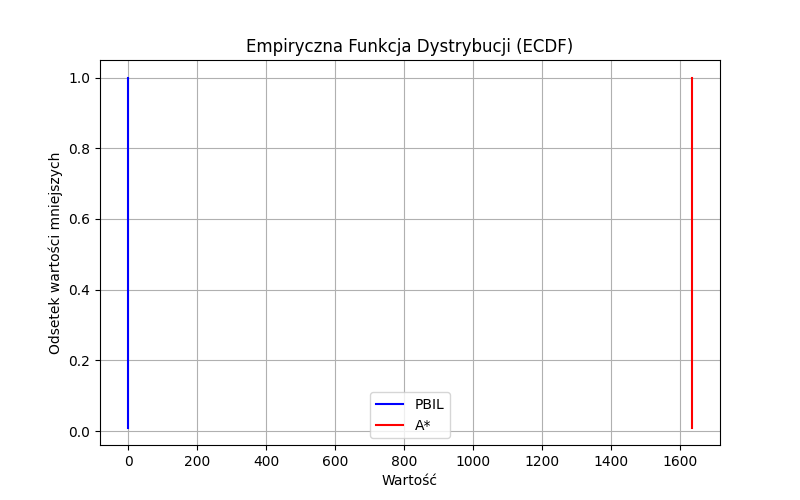 Empiryczna Funkcja Dystrybucji (ECDF)
Odsetek wartości mniejszych
1.0
0.8
0.6
0.4
0.2
0.0
PBIL
A*
0 200 400 600 800 1000 1200 1400 1600
Wartość